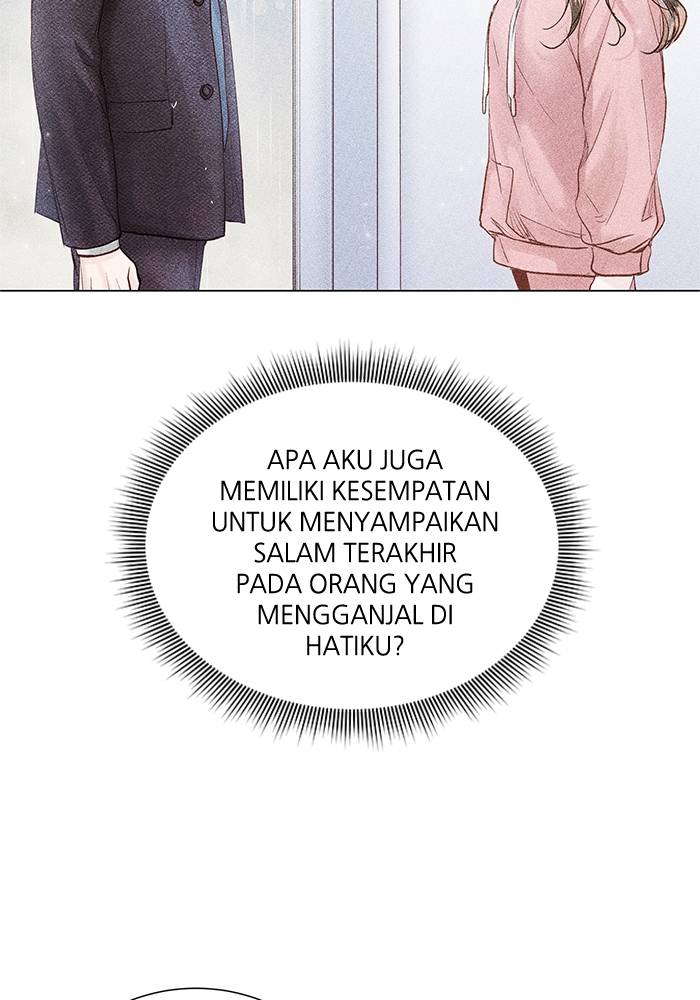 APA AKU JUGA
MEMILIKI KESEMPATAN
UNTUK MENYAMPAIKAN
SALAM TERAKHIR
PADA ORANG YANG
MENGGANJAL DI
HATIKU?